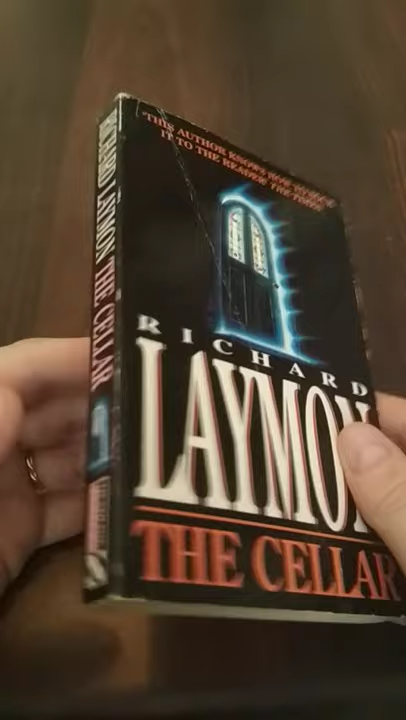 "THIS AUTHOR KNOWS HOW TO SOCK
IT TO THE READER" THE TIMES
RICHARD
LAYMON
THE CELLAR
RICHARD LAYMON THE CELLAR